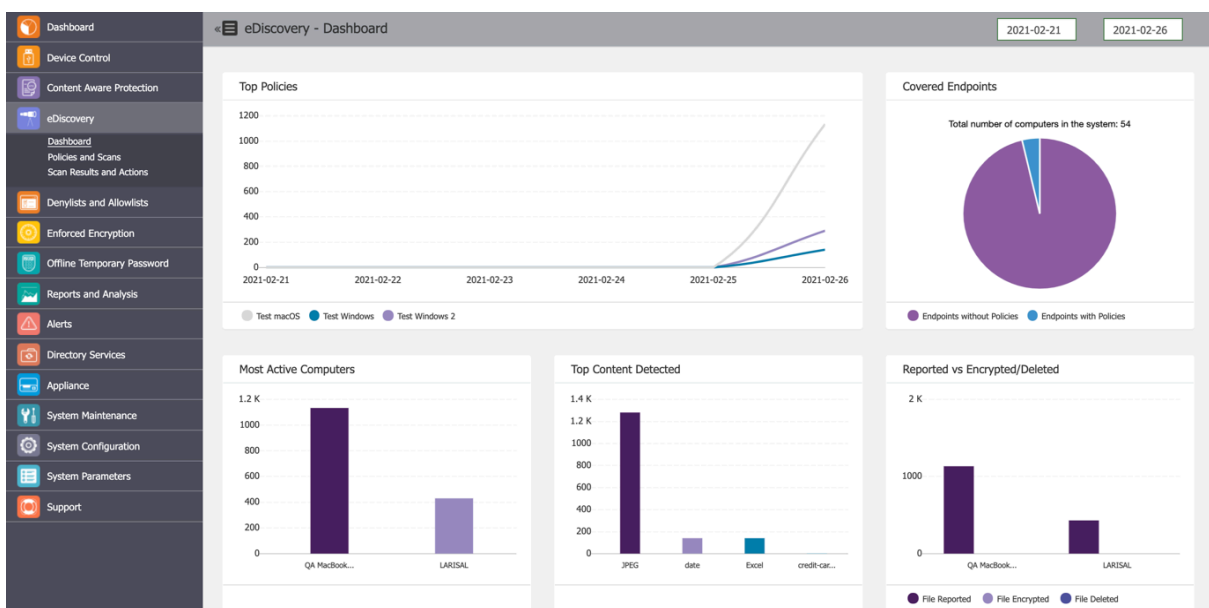 Dashboard
Device Control
Content Aware Protection
eDiscovery
Dashboard
Policies and Scans
Scan Results and Actions
Denylists and Allowlists
Enforced Encryption
Offline Temporary Password
Reports and Analysis
Alerts
Directory Services
Appliance
System Maintenance
System Configuration
System Parameters
Support
« eDiscovery - Dashboard
2021-02-21 2021-02-26
Top Policies
1200
1000
800
600
400
200
0
2021-02-21 2021-02-22 2021-02-23 2021-02-24 2021-02-25 2021-02-26
Test macOS Test Windows Test Windows 2
Covered Endpoints
Total number of computers in the system: 54
Endpoints without Policies Endpoints with Policies
Most Active Computers
1.2 K
1000
800
600
400
200
0
QA MacBook... LARISAL
Top Content Detected
1.4 K
1.2 K
1000
800
600
400
200
0
JPEG date Excel credit-car...
Reported vs Encrypted/Deleted
2 K
1000
0
QA MacBook... LARISAL
File Reported File Encrypted File Deleted